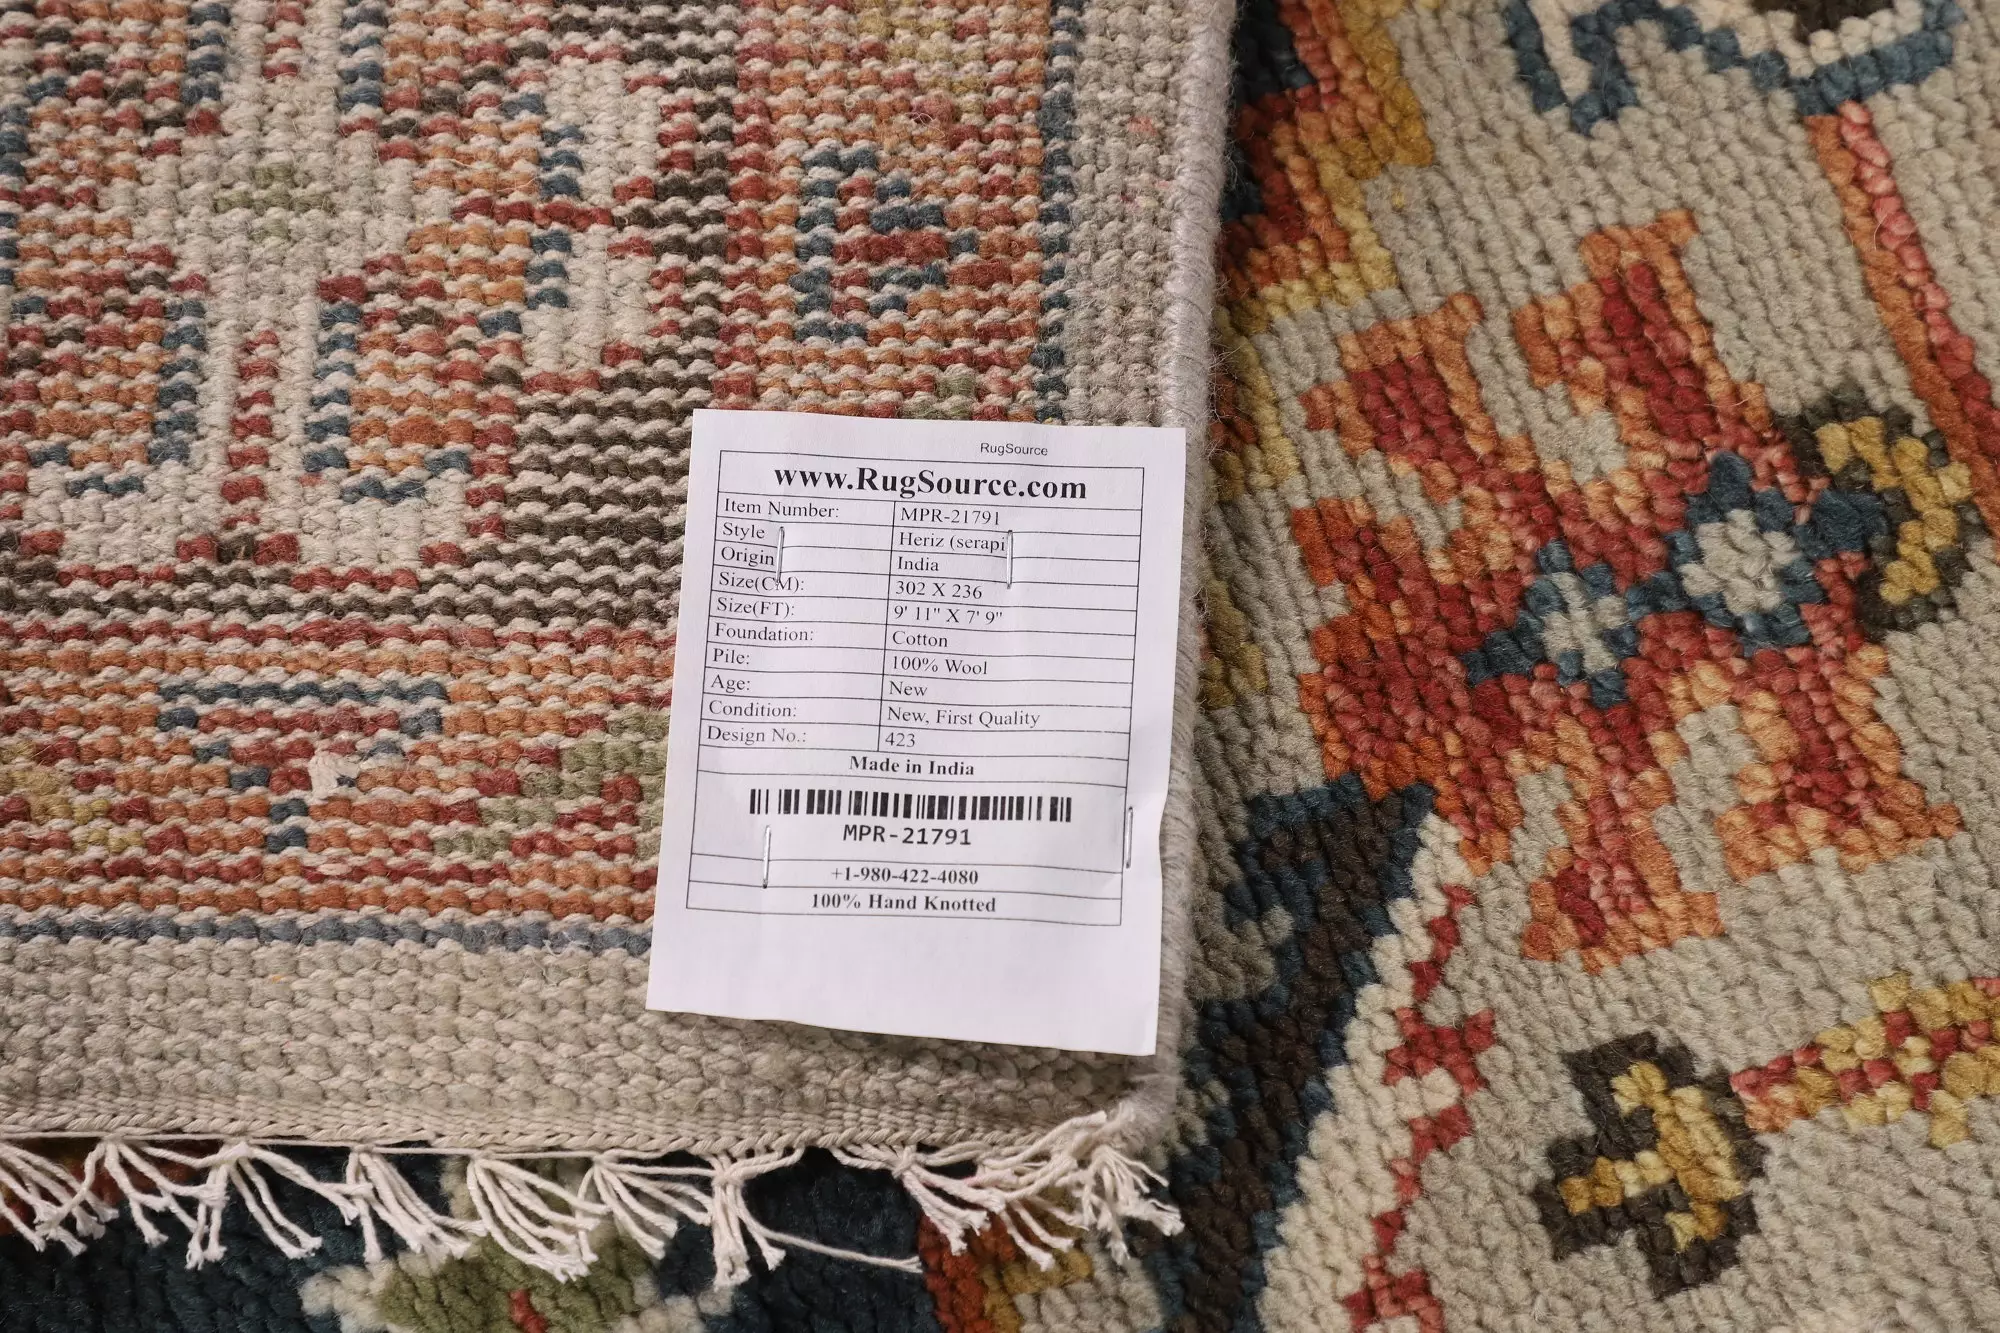 RugSource
www.RugSource.com
Item Number: MPR-21791
Style Heriz (serapi
Origin India
Size(CM): 302 X 236
Size(FT): 9' 11" X 7' 9"
Foundation: Cotton
Pile: 100% Wool
Age: New
Condition: New, First Quality
Design No.: 423
Made in India
MPR-21791
+1-980-422-4080
100% Hand Knotted